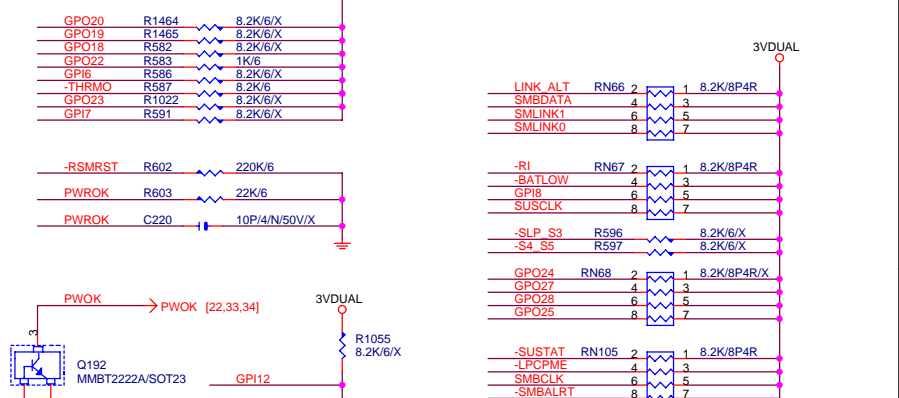 GPO20 R1464 8.2K/6/X
GPO19 R1465 8.2K/6/X
GPO18 R582 8.2K/6/X
GPO22 R583 1K/6
GPI6 R586 8.2K/6/X
-THRMO R587 8.2K/6
GPO23 R1022 8.2K/6/X
GPI7 R591 8.2K/6/X
-RSMRST R602 220K/6
PWROK R603 22K/6
PWROK C220 10P/4/N/50V/X
PWOK
PWOK [22,33,34]
3
Q192
MMBT2222A/SOT23
3VDUAL
R1055
8.2K/6/X
GPI12
3VDUAL
LINK_ALT RN66 2 1 8.2K/8P4R
SMBDATA 4 3
SMLINK1 6 5
SMLINK0 8 7
-RI RN67 2 1 8.2K/8P4R
-BATLOW 4 3
GPI8 6 5
SUSCLK 8 7
-SLP_S3 R596 8.2K/6/X
-S4_S5 R597 8.2K/6/X
GPO24 RN68 2 1 8.2K/8P4R/X
GPO27 4 3
GPO28 6 5
GPO25 8 7
-SUSTAT RN105 2 1 8.2K/8P4R
-LPCPME 4 3
SMBCLK 6 5
-SMBALRT 8 7